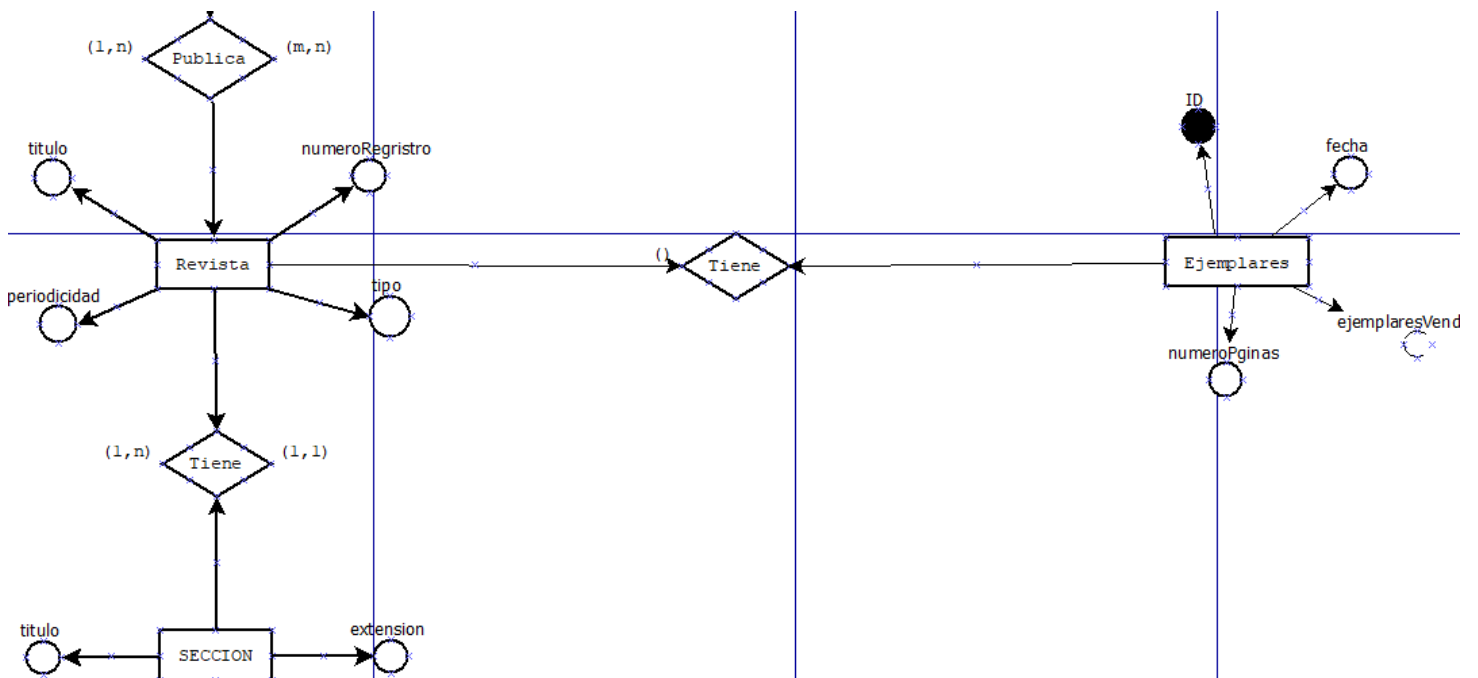 (1,n)
Publica
(m,n)
ID
titulo
numeroRegristro
fecha
Revista
()
Tiene
Ejemplares
periodicidad
tipo
ejemplaresVend
numeroPginas
(1,n)
Tiene
(1,1)
titulo
SECCION
extension